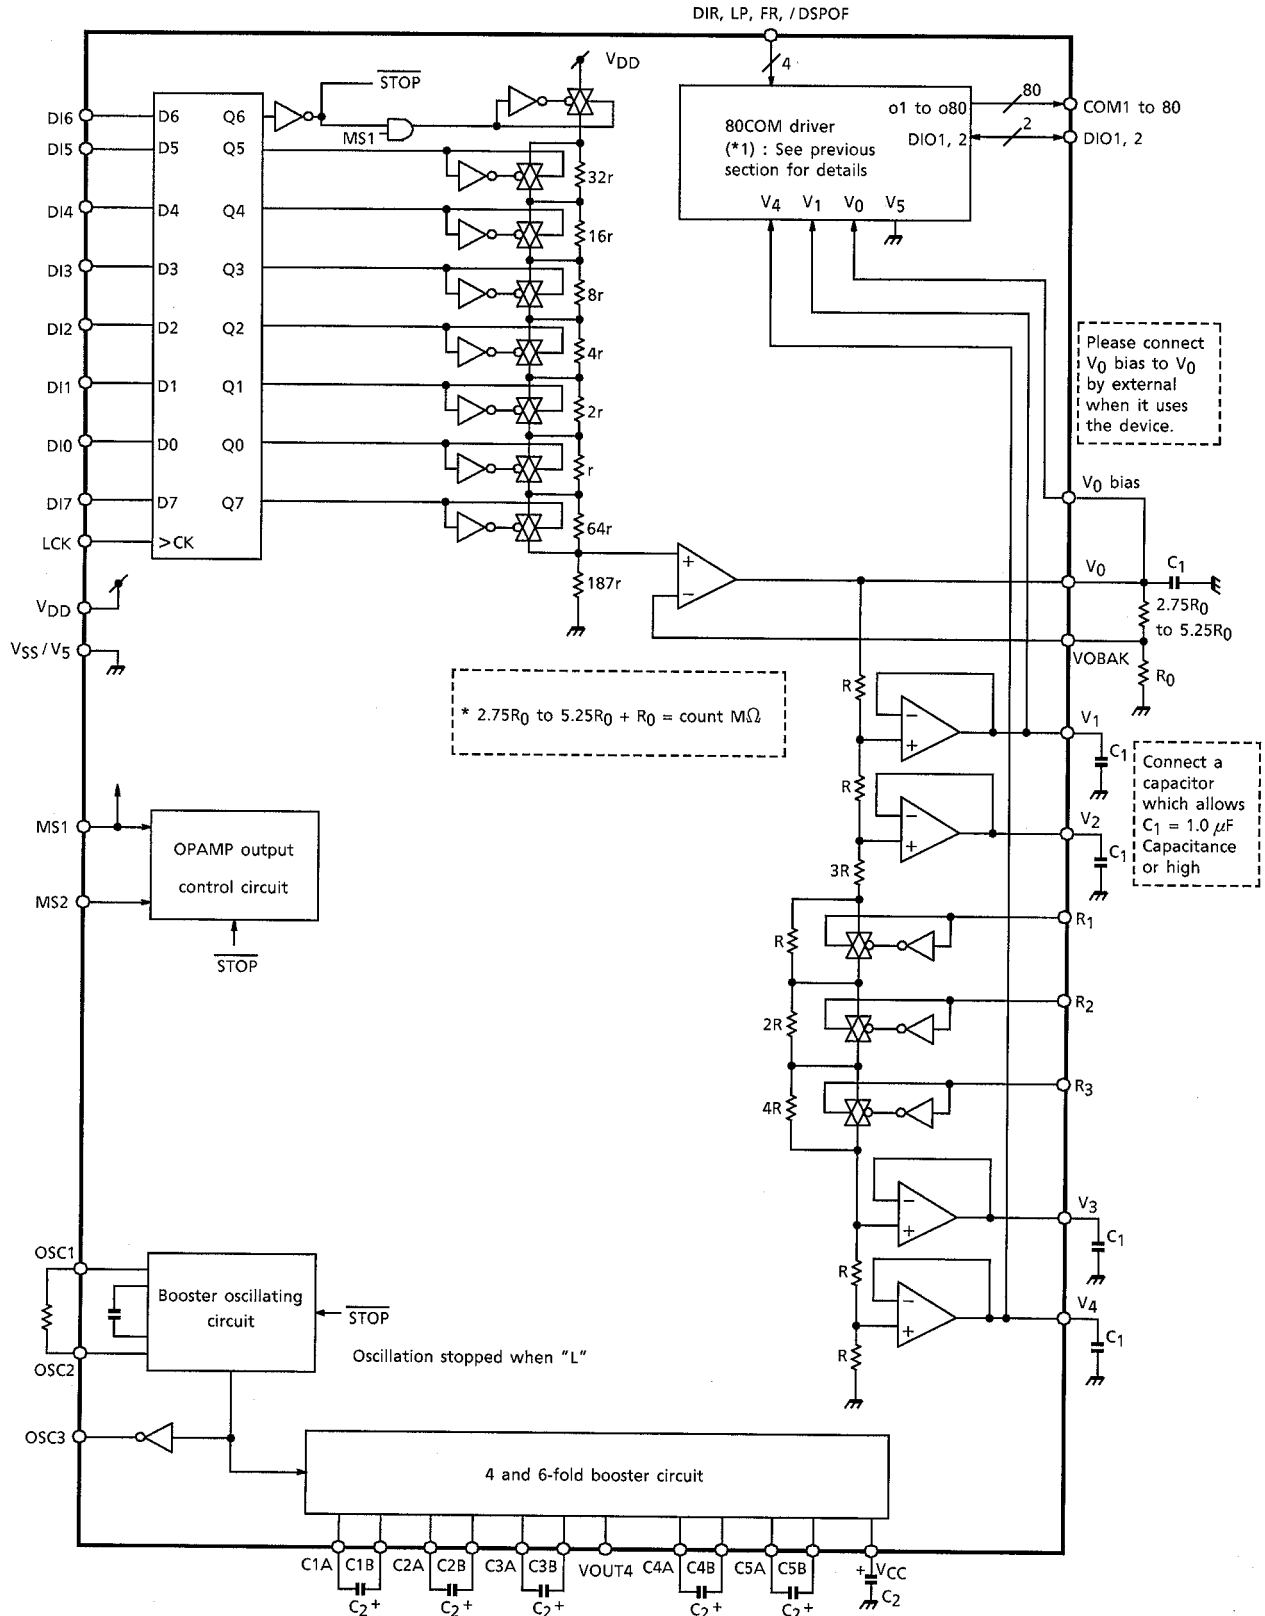 DIR, LP, FR, /DSPOF
4
VDD
STOP
MS1
DI6
DI5
DI4
DI3
DI2
DI1
DI0
DI7
LCK
D6
D5
D4
D3
D2
D1
D0
D7
>CK
Q6
Q5
Q4
Q3
Q2
Q1
Q0
Q7
32r
16r
8r
4r
2r
r
64r
187r
o1 to o80
DIO1, 2
80COM driver
(*1) : See previous
section for details
V4 V1 V0 V5
80
COM1 to 80
2
DIO1, 2
Please connect
V0 bias to V0
by external
when it uses
the device.
V0 bias
V0
C1
2.75R0
to 5.25R0
VOBAK
R0
VDD
VSS/V5
+
−
* 2.75R0 to 5.25R0 + R0 = count MΩ
R
−
+
V1
C1
R
−
+
V2
C1
Connect a
capacitor
which allows
C1 = 1.0 μF
Capacitance
or high
3R
R
R1
2R
R2
4R
R3
MS1
MS2
OPAMP output
control circuit
STOP
−
+
V3
C1
R
−
+
V4
C1
R
OSC1
OSC2
Booster oscillating
circuit
STOP
Oscillation stopped when "L"
OSC3
4 and 6-fold booster circuit
C1A C1B C2A C2B C3A C3B VOUT4 C4A C4B C5A C5B + VCC
C2+ C2+ C2+ C2+ C2+ C2